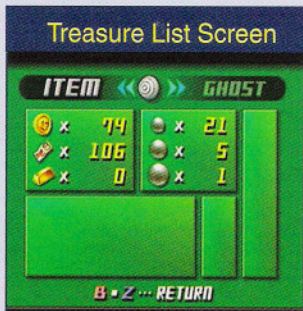 Treasure List Screen
ITEM GHOST
x 74 x 21
x 106 x 5
x 0 x 1
B • Z ··· RETURN